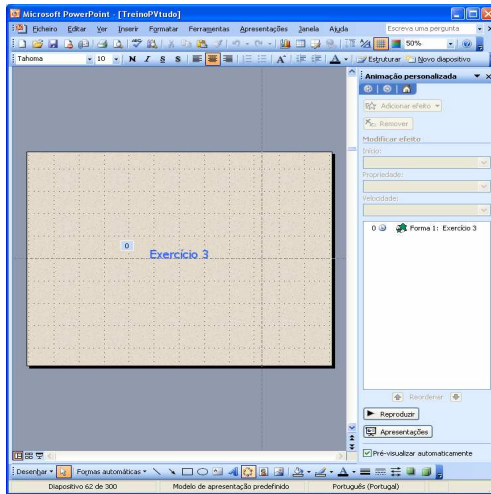 Microsoft PowerPoint - [TreinoPVtudo]
Ficheiro Editar Ver Inserir Formatar Ferramentas Apresentações Janela Ajuda Escreva uma pergunta
50%
Tahoma 10 N I S S A A Estruturar Novo diapositivo
Animação personalizada
Adicionar efeito
Remover
Modificar efeito
Início:
Propriedade:
Velocidade:
0 Forma 1: Exercício 3
0
Exercício 3
Reordenar
Reproduzir
Apresentações
Pré-visualizar automaticamente
Desenhar Formas automáticas A
Diapositivo 62 de 300 Modelo de apresentação predefinido Português (Portugal)